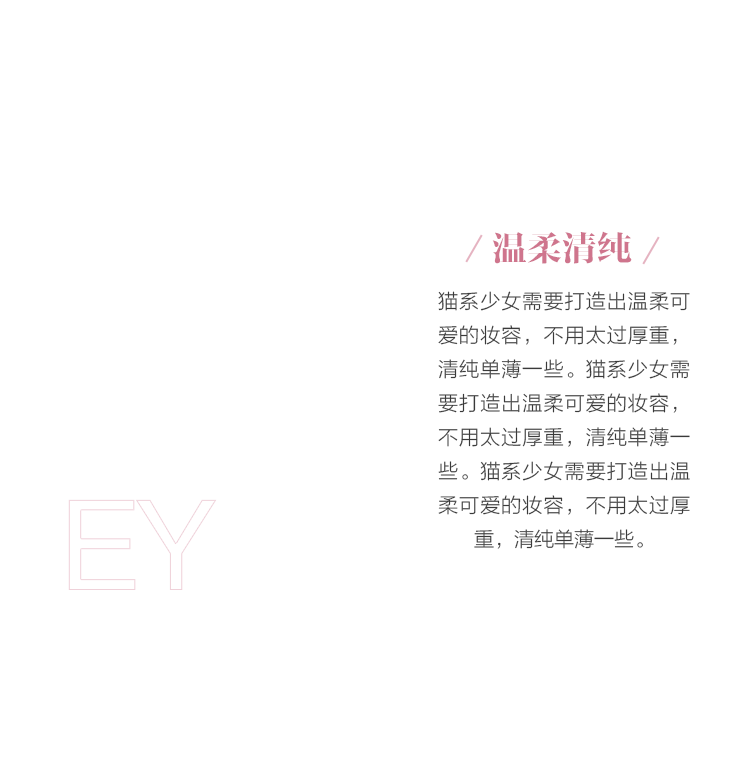 / 温柔清纯 /
猫系少女需要打造出温柔可
爱的妆容，不用太过厚重，
清纯单薄一些。猫系少女需
要打造出温柔可爱的妆容，
不用太过厚重，清纯单薄一
些。猫系少女需要打造出温
柔可爱的妆容，不用太过厚
重，清纯单薄一些。
EY